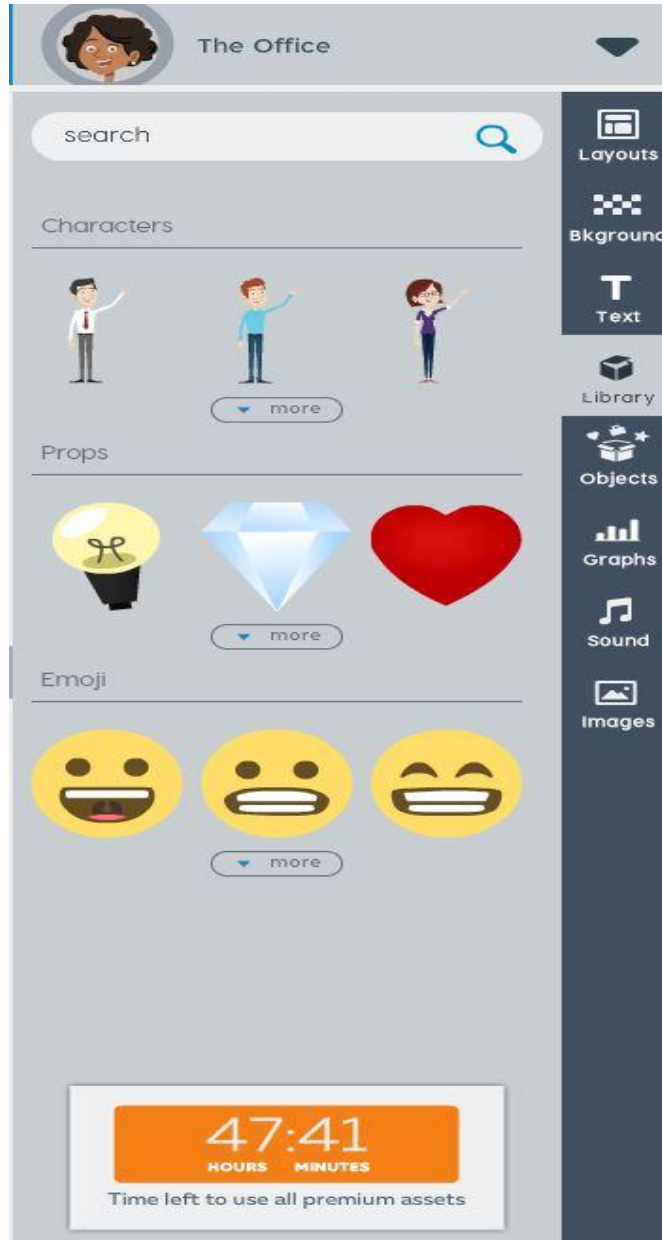 The Office
search
Characters
more
Props
more
Emoji
more
47:41
HOURS MINUTES
Time left to use all premium assets
Layouts
Bkground
Text
Library
Objects
Graphs
Sound
Images